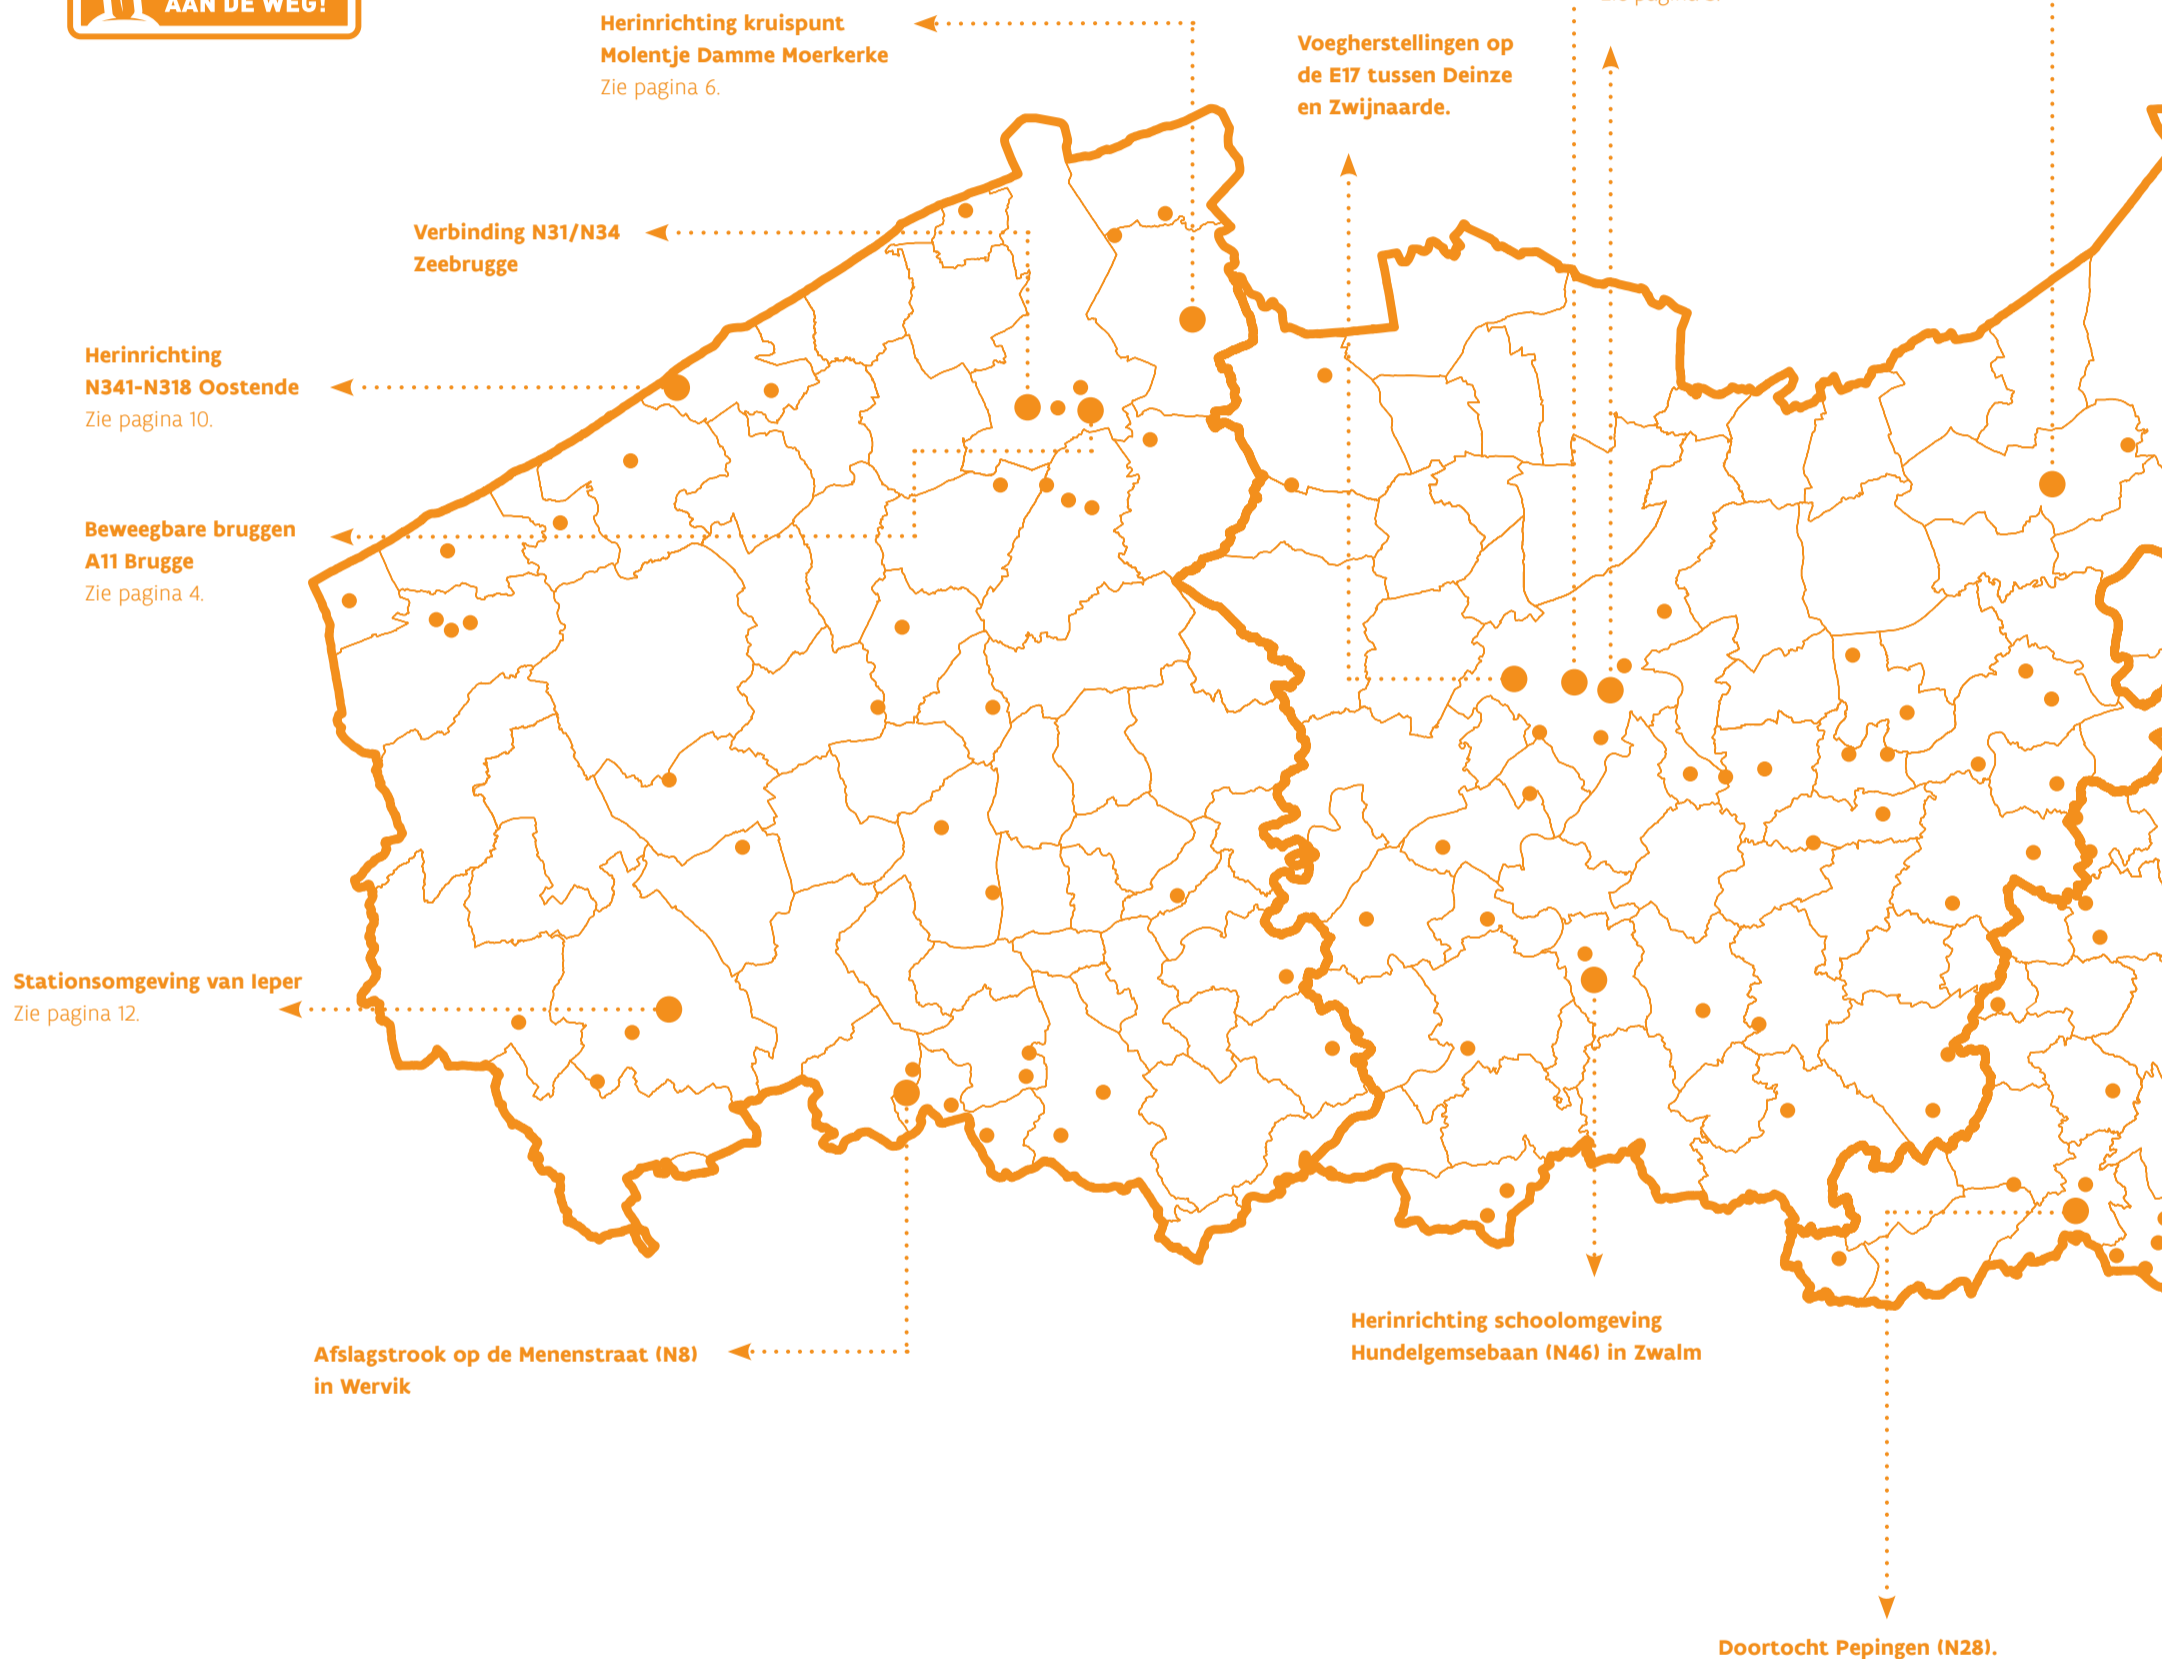 AAN DE WEG!
Herinrichting kruispunt
Molentje Damme Moerkerke
Zie pagina 6.
Voegherstellingen op
de E17 tussen Deinze
en Zwijnaarde.
Verbinding N31/N34
Zeebrugge
Herinrichting
N341-N318 Oostende
Zie pagina 10.
Beweegbare bruggen
A11 Brugge
Zie pagina 4.
Stationsomgeving van Ieper
Zie pagina 12.
Afslagstrook op de Menenstraat (N8)
in Wervik
Herinrichting schoolomgeving
Hundelgemsebaan (N46) in Zwalm
Doortocht Pepingen (N28).